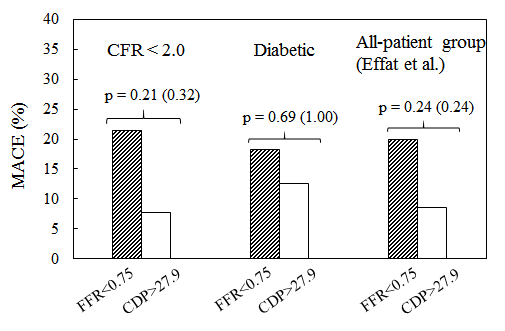 40
35
30
25
20
15
10
5
0
MACE (%)
CFR < 2.0
Diabetic
All-patient group
(Effat et al.)
p = 0.21 (0.32)
p = 0.69 (1.00)
p = 0.24 (0.24)
FFR<0.75
CDP>27.9
FFR<0.75
CDP>27.9
FFR<0.75
CDP>27.9